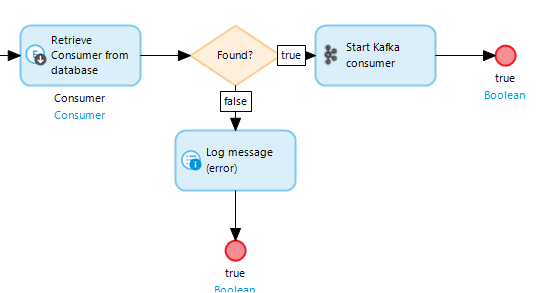 Retrieve
Consumer from
database
Consumer
Consumer
Found?
true
Start Kafka
consumer
true
Boolean
false
Log message
(error)
true
Boolean